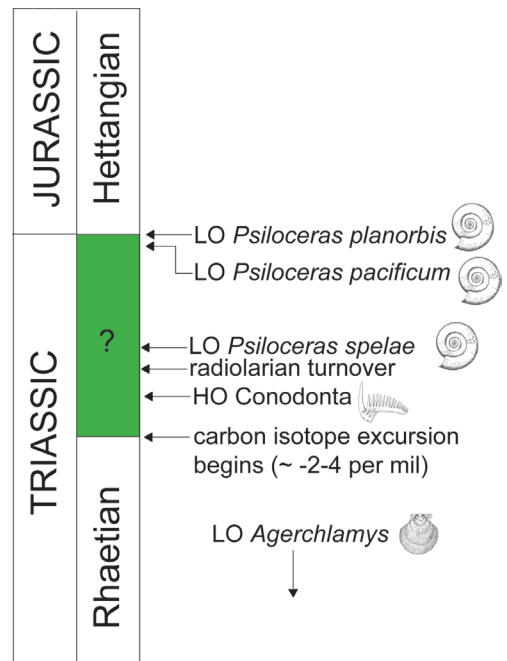 JURASSIC
Hettangian
TRIASSIC
?
Rhaetian
LO Psiloceras planorbis
LO Psiloceras pacificum
LO Psiloceras spelae
radiolarian turnover
HO Conodonta
carbon isotope excursion
begins (~ -2-4 per mil)
LO Agerchlamys